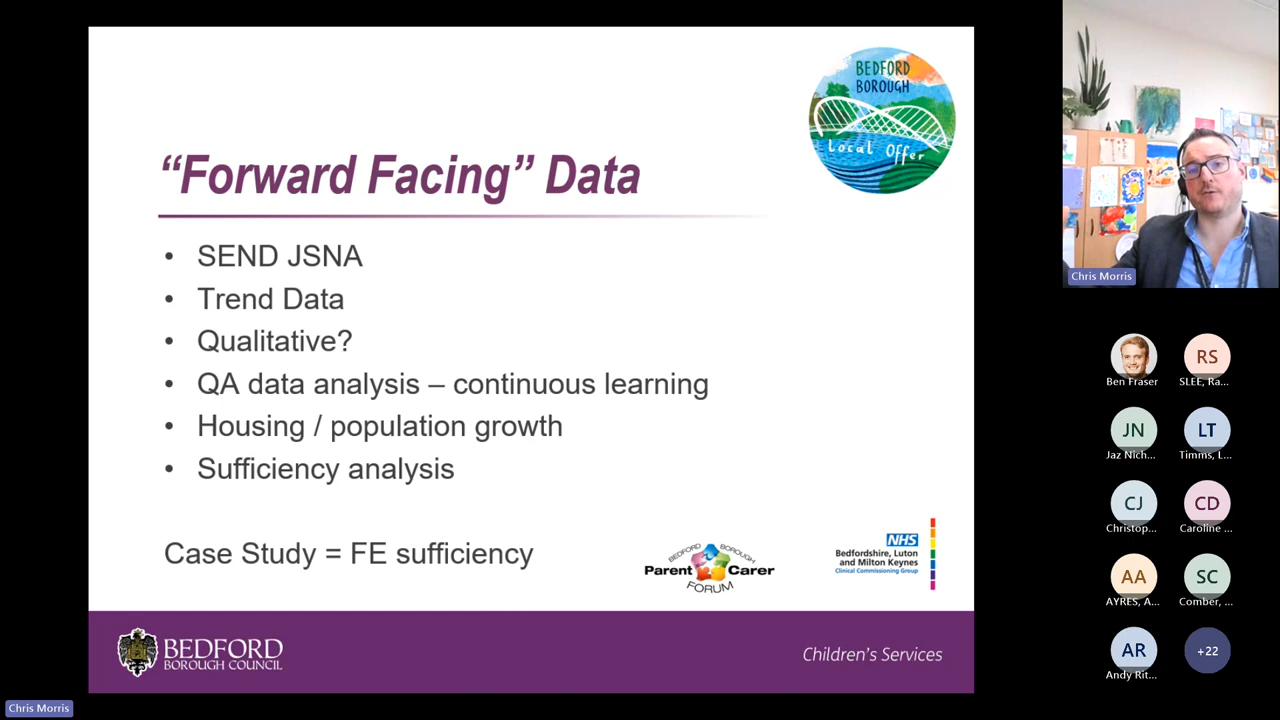 BEDFORD
BOROUGH
Local Offer
“Forward Facing” Data
• SEND JSNA
• Trend Data
• Qualitative?
• QA data analysis – continuous learning
• Housing / population growth
• Sufficiency analysis
Case Study = FE sufficiency
BEDFORD BOROUGH
Parent Carer
FORUM
NHS
Bedfordshire, Luton
and Milton Keynes
Clinical Commissioning Group
BEDFORD
BOROUGH COUNCIL
Children’s Services
Chris Morris
Chris Morris
Ben Fraser
RS
SLEE, Ra...
JN
Jaz Nich...
LT
Timms, L...
CJ
Christop...
CD
Caroline ...
AA
AYRES, A...
SC
Comber, ...
AR
Andy Rit...
+22